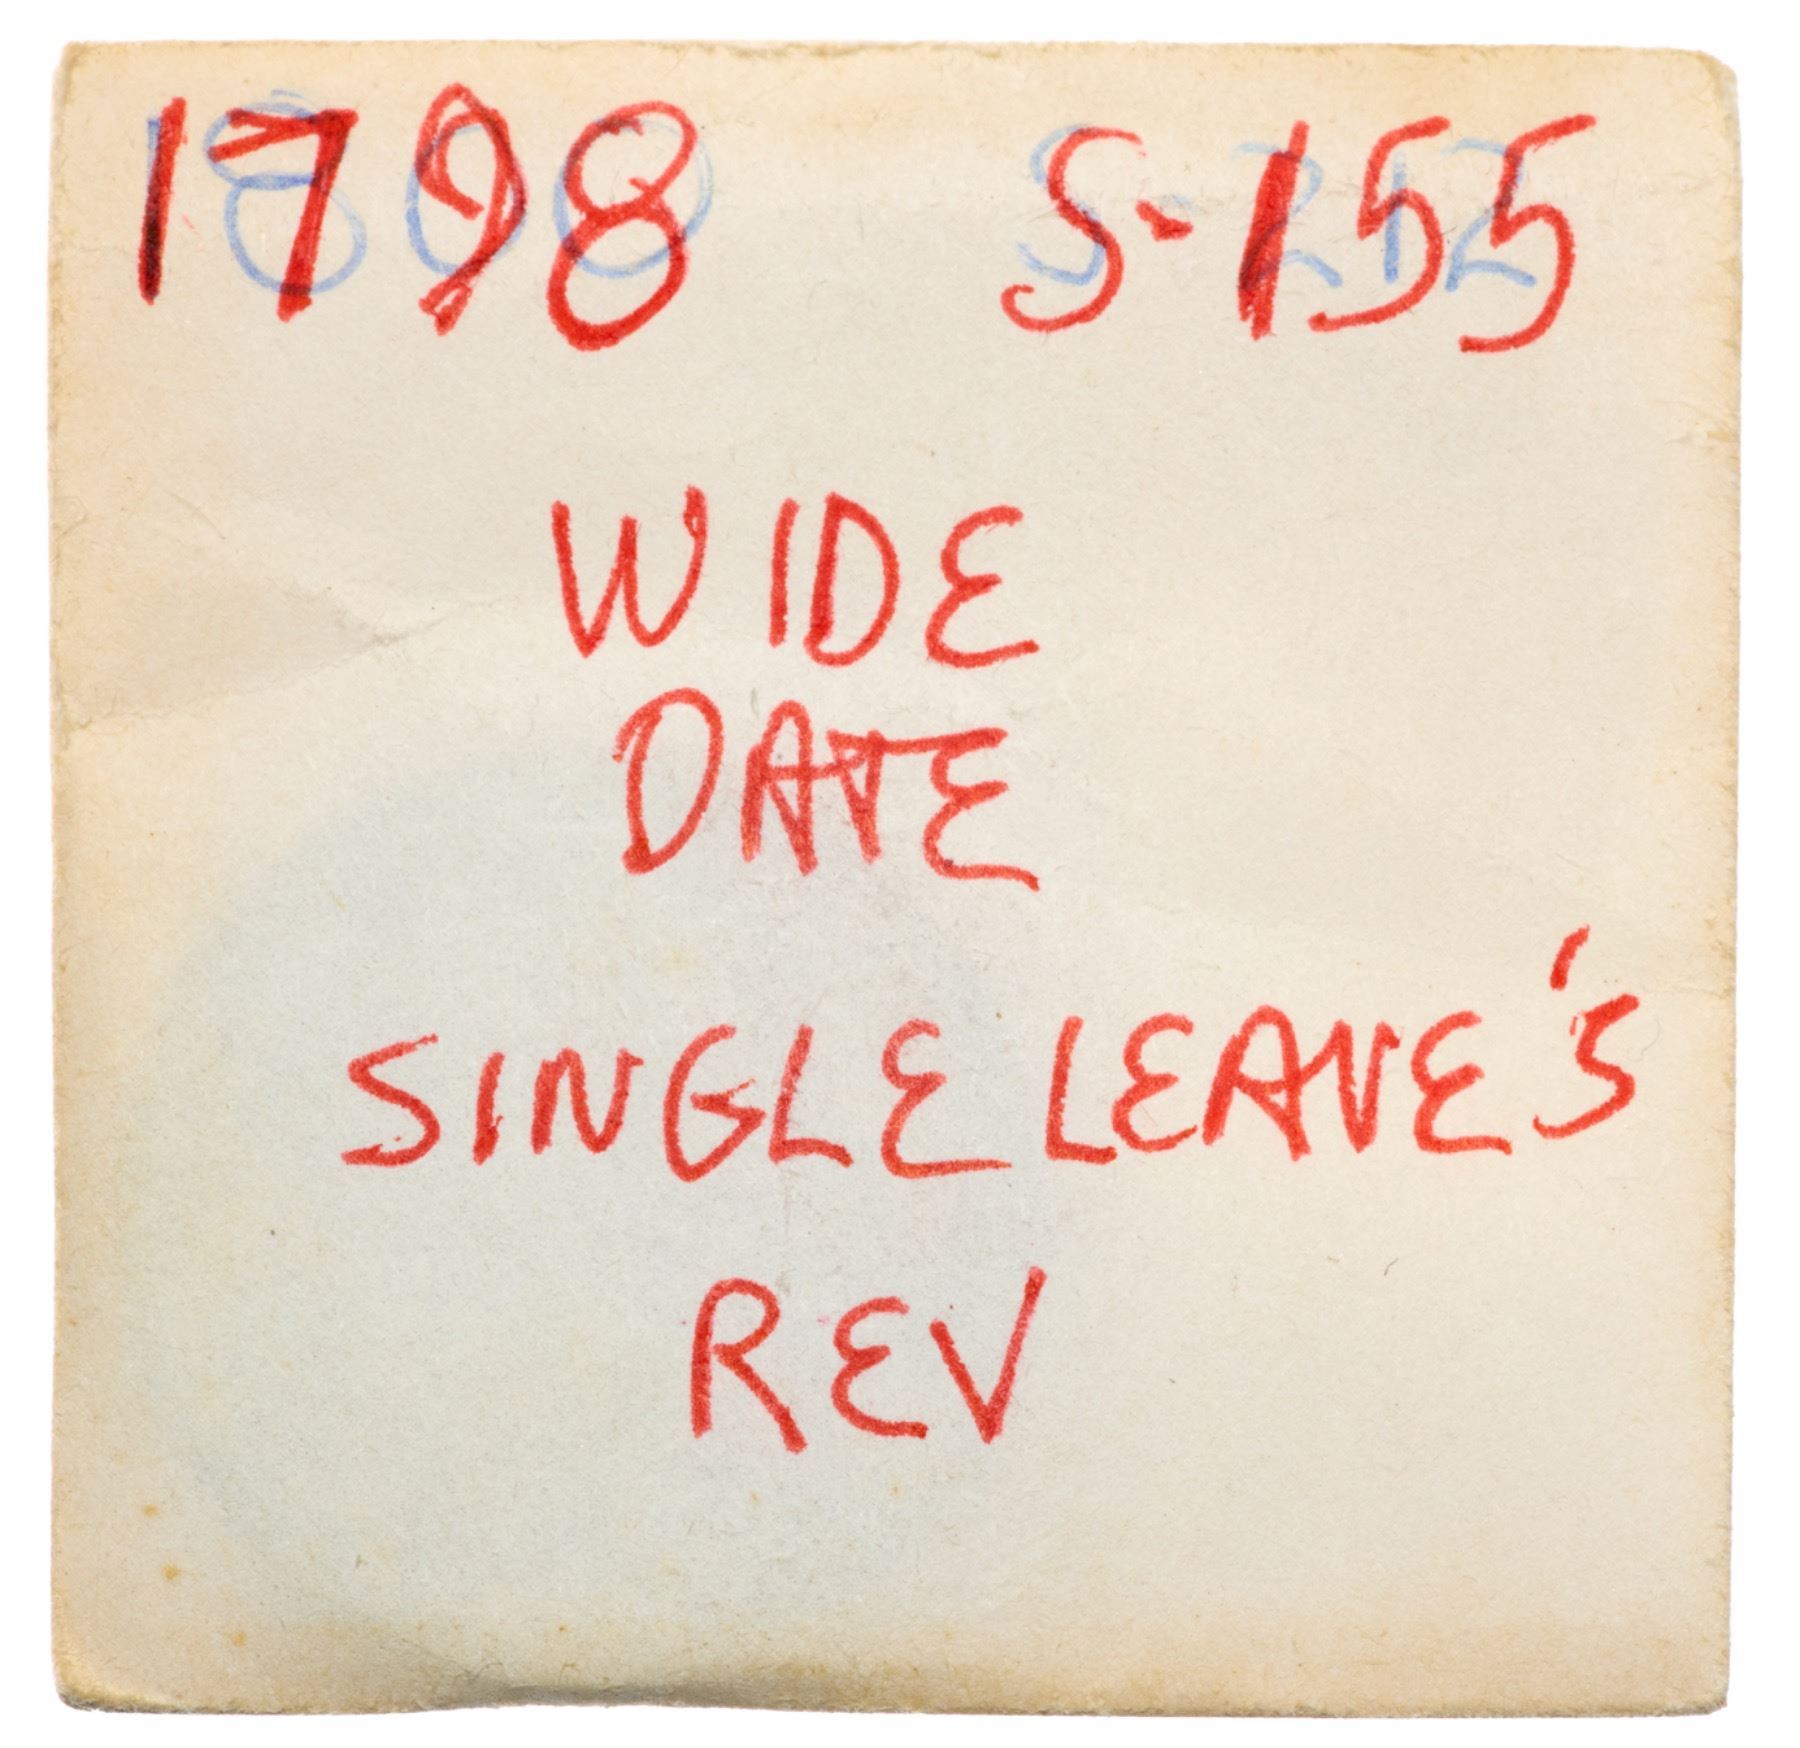 1798 S-155
WIDE
DATE
SINGLE LEAVE'S
REV